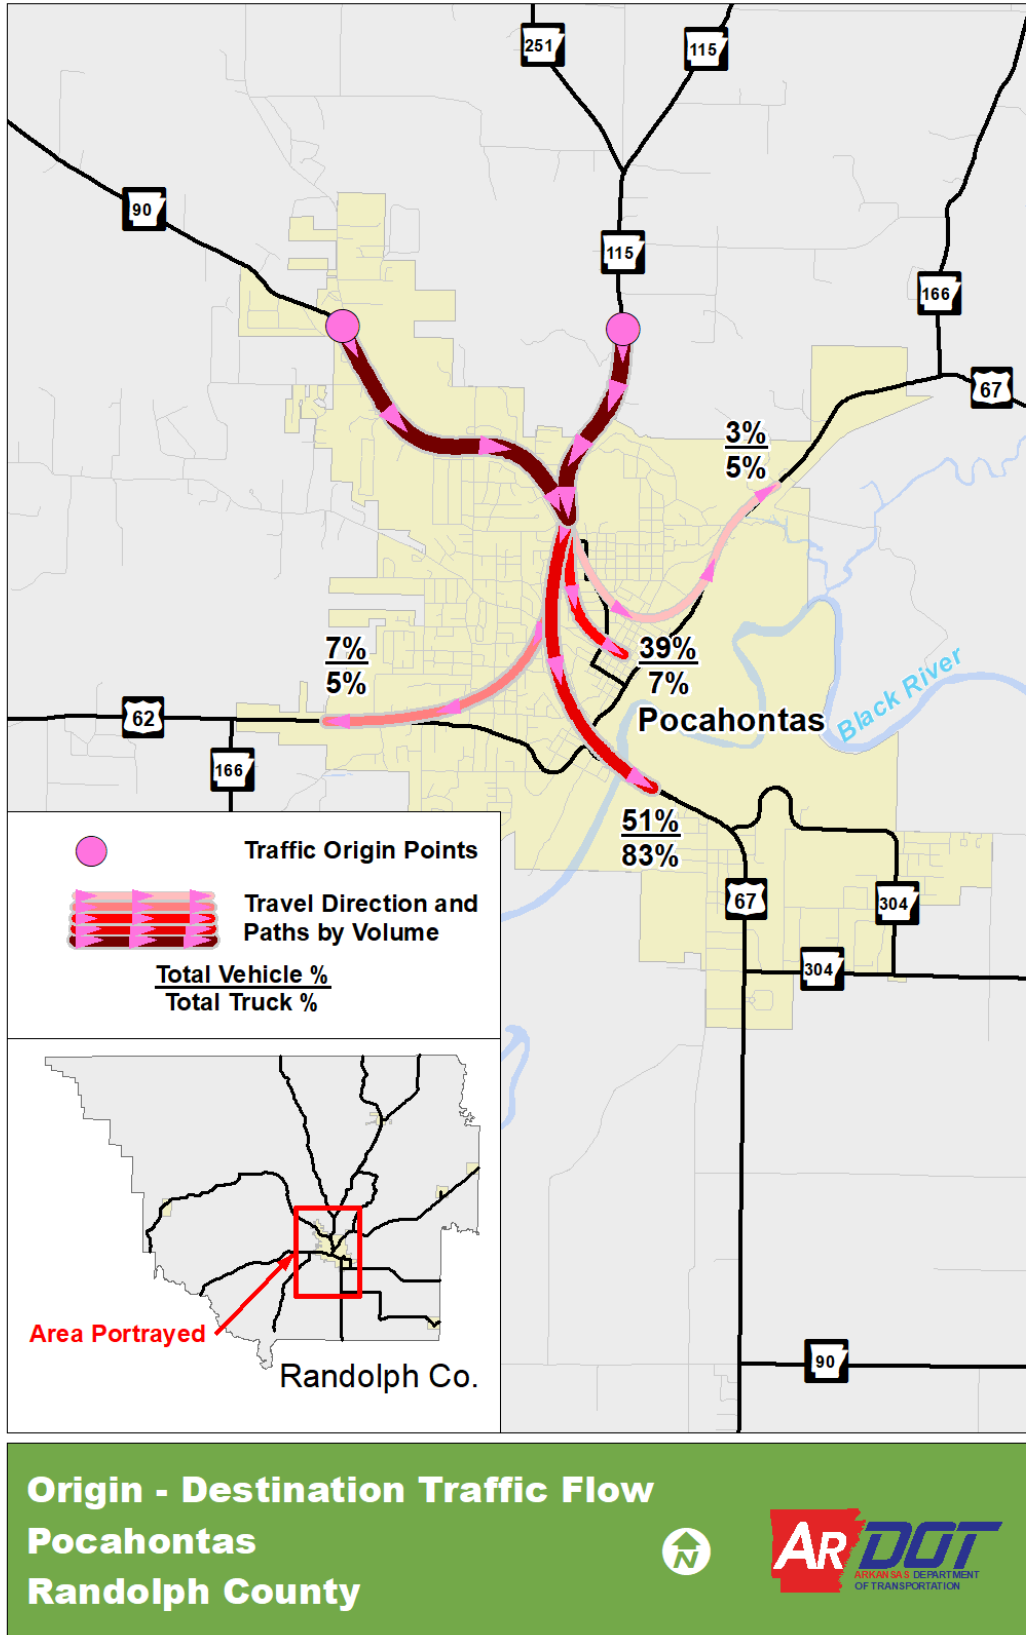 251
115
90
115
166
67
3%
5%
7%
5%
39%
7%
Pocahontas
Black River
62
166
51%
83%
67
304
304
90
Traffic Origin Points
Travel Direction and
Paths by Volume
Total Vehicle %
Total Truck %
Area Portrayed
Randolph Co.
Origin - Destination Traffic Flow
Pocahontas
Randolph County
N
ARDOT
ARKANSAS DEPARTMENT
OF TRANSPORTATION